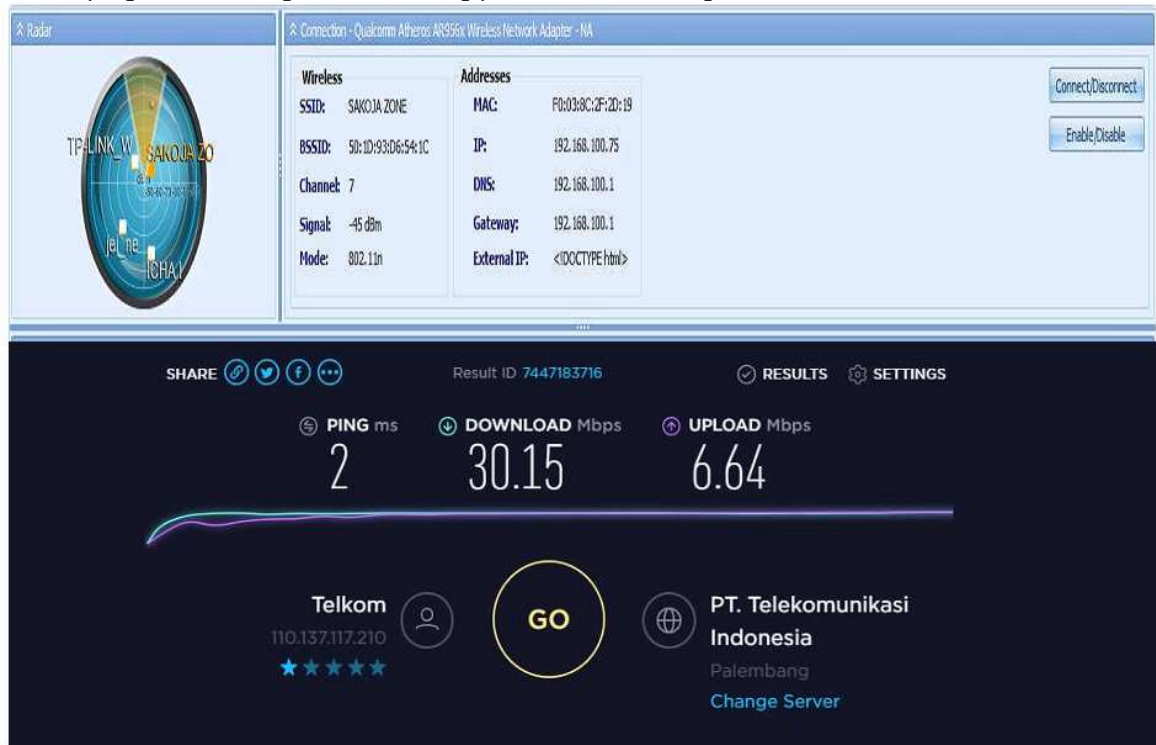 Radar
Connection - Qualcomm Atheros AR956x Wireless Network Adapter - NA
TP-LINK_W
SAKOJA ZO
jej_ne
ICHA,I
Wireless
SSID: SAKOJA ZONE
BSSID: 50:1D:93:D6:54:1C
Channel: 7
Signal: -45 dBm
Mode: 802.11n
Addresses
MAC: F0:03:8C:2F:2D:19
IP: 192.168.100.75
DNS: 192.168.100.1
Gateway: 192.168.100.1
External IP: <!DOCTYPE html>
Connect/Disconnect
Enable/Disable
SHARE
Result ID 7447183716
RESULTS
SETTINGS
PING ms
2
DOWNLOAD Mbps
30.15
UPLOAD Mbps
6.64
Telkom
110.137.117.210
GO
PT. Telekomunikasi
Indonesia
Palembang
Change Server